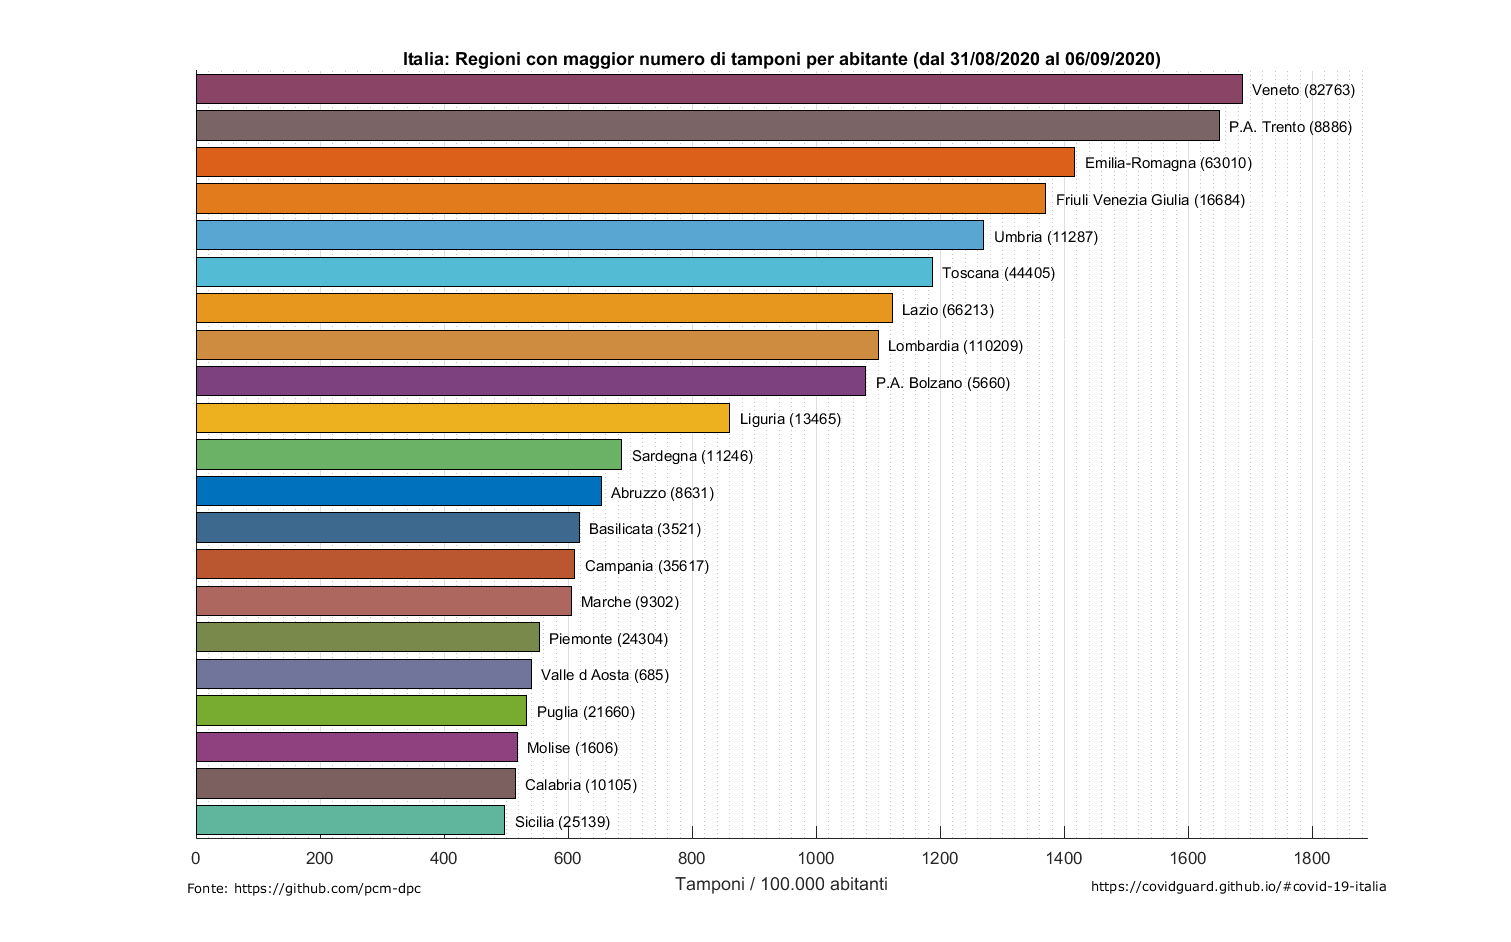 Italia: Regioni con maggior numero di tamponi per abitante (dal 31/08/2020 al 06/09/2020)
Veneto (82763)
P.A. Trento (8886)
Emilia-Romagna (63010)
Friuli Venezia Giulia (16684)
Umbria (11287)
Toscana (44405)
Lazio (66213)
Lombardia (110209)
P.A. Bolzano (5660)
Liguria (13465)
Sardegna (11246)
Abruzzo (8631)
Basilicata (3521)
Campania (35617)
Marche (9302)
Piemonte (24304)
Valle d Aosta (685)
Puglia (21660)
Molise (1606)
Calabria (10105)
Sicilia (25139)
0 200 400 600 800 1000 1200 1400 1600 1800
Tamponi / 100.000 abitanti
Fonte: https://github.com/pcm-dpc
https://covidguard.github.io/#covid-19-italia